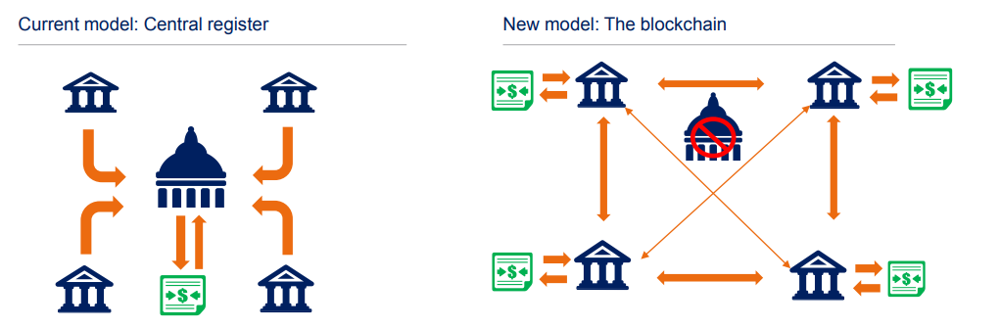 Current model: Central register
New model: The blockchain
$
$
$
$
$